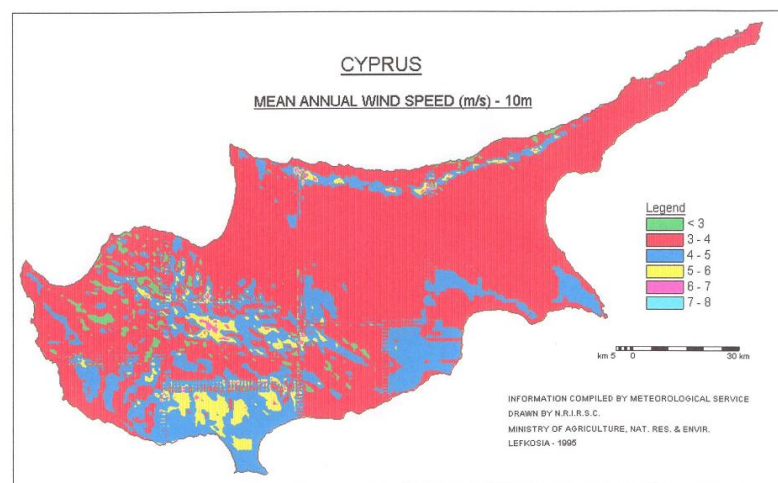 CYPRUS
MEAN ANNUAL WIND SPEED (m/s) - 10m
Legend
< 3
3 - 4
4 - 5
5 - 6
6 - 7
7 - 8
km 5 0 30 km
INFORMATION COMPILED BY METEOROLOGICAL SERVICE
DRAWN BY N.R.I.R.S.C.
MINISTRY OF AGRICULTURE, NAT. RES. & ENVIR.
LEFKOSIA - 1995